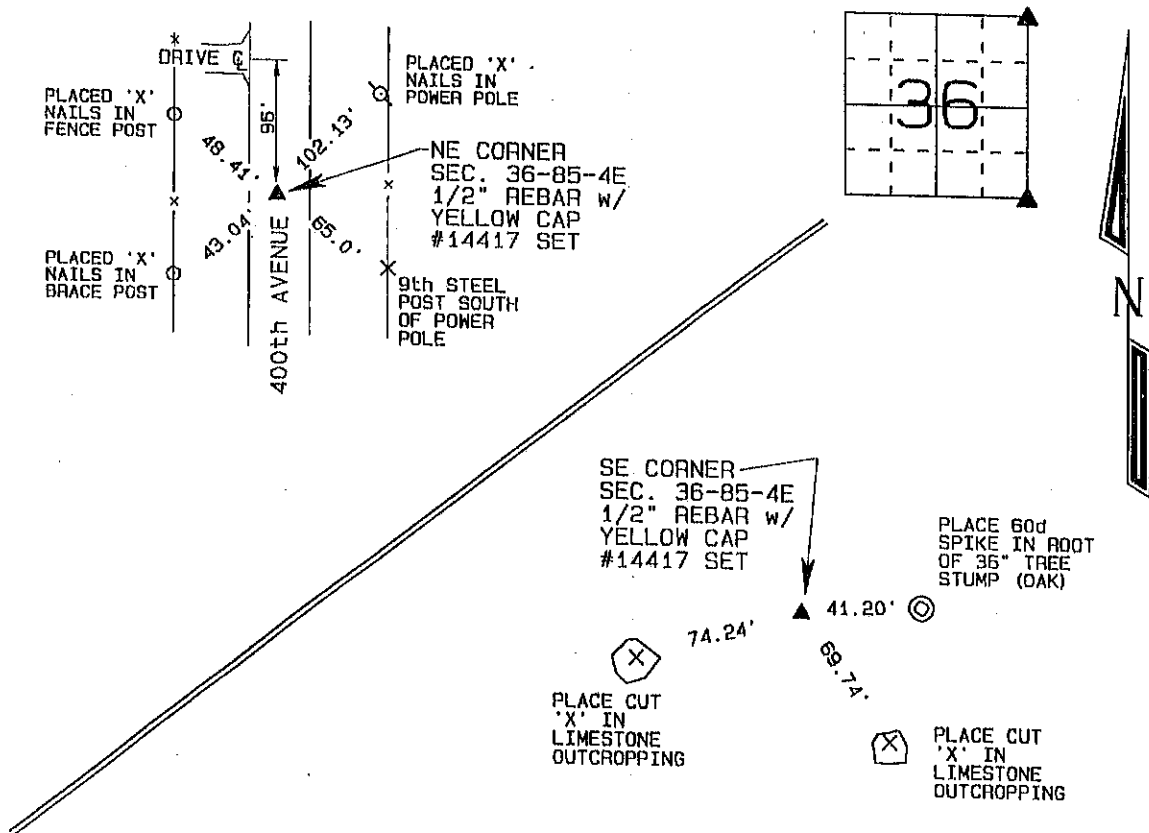 DRIVE ℄
PLACED 'X'
NAILS IN
FENCE POST
PLACED 'X'
NAILS IN
POWER POLE
96'
48.41'
102.13'
NE CORNER
SEC. 36-85-4E
1/2" REBAR W/
YELLOW CAP
#14417 SET
43.04'
65.0'
PLACED 'X'
NAILS IN
BRACE POST
400th AVENUE
9th STEEL
POST SOUTH
OF POWER
POLE
36
N
SE CORNER
SEC. 36-85-4E
1/2" REBAR W/
YELLOW CAP
#14417 SET
PLACE 60d
SPIKE IN ROOT
OF 36" TREE
STUMP (OAK)
41.20'
74.24'
69.74'
PLACE CUT
'X' IN
LIMESTONE
OUTCROPPING
PLACE CUT
'X' IN
LIMESTONE
OUTCROPPING